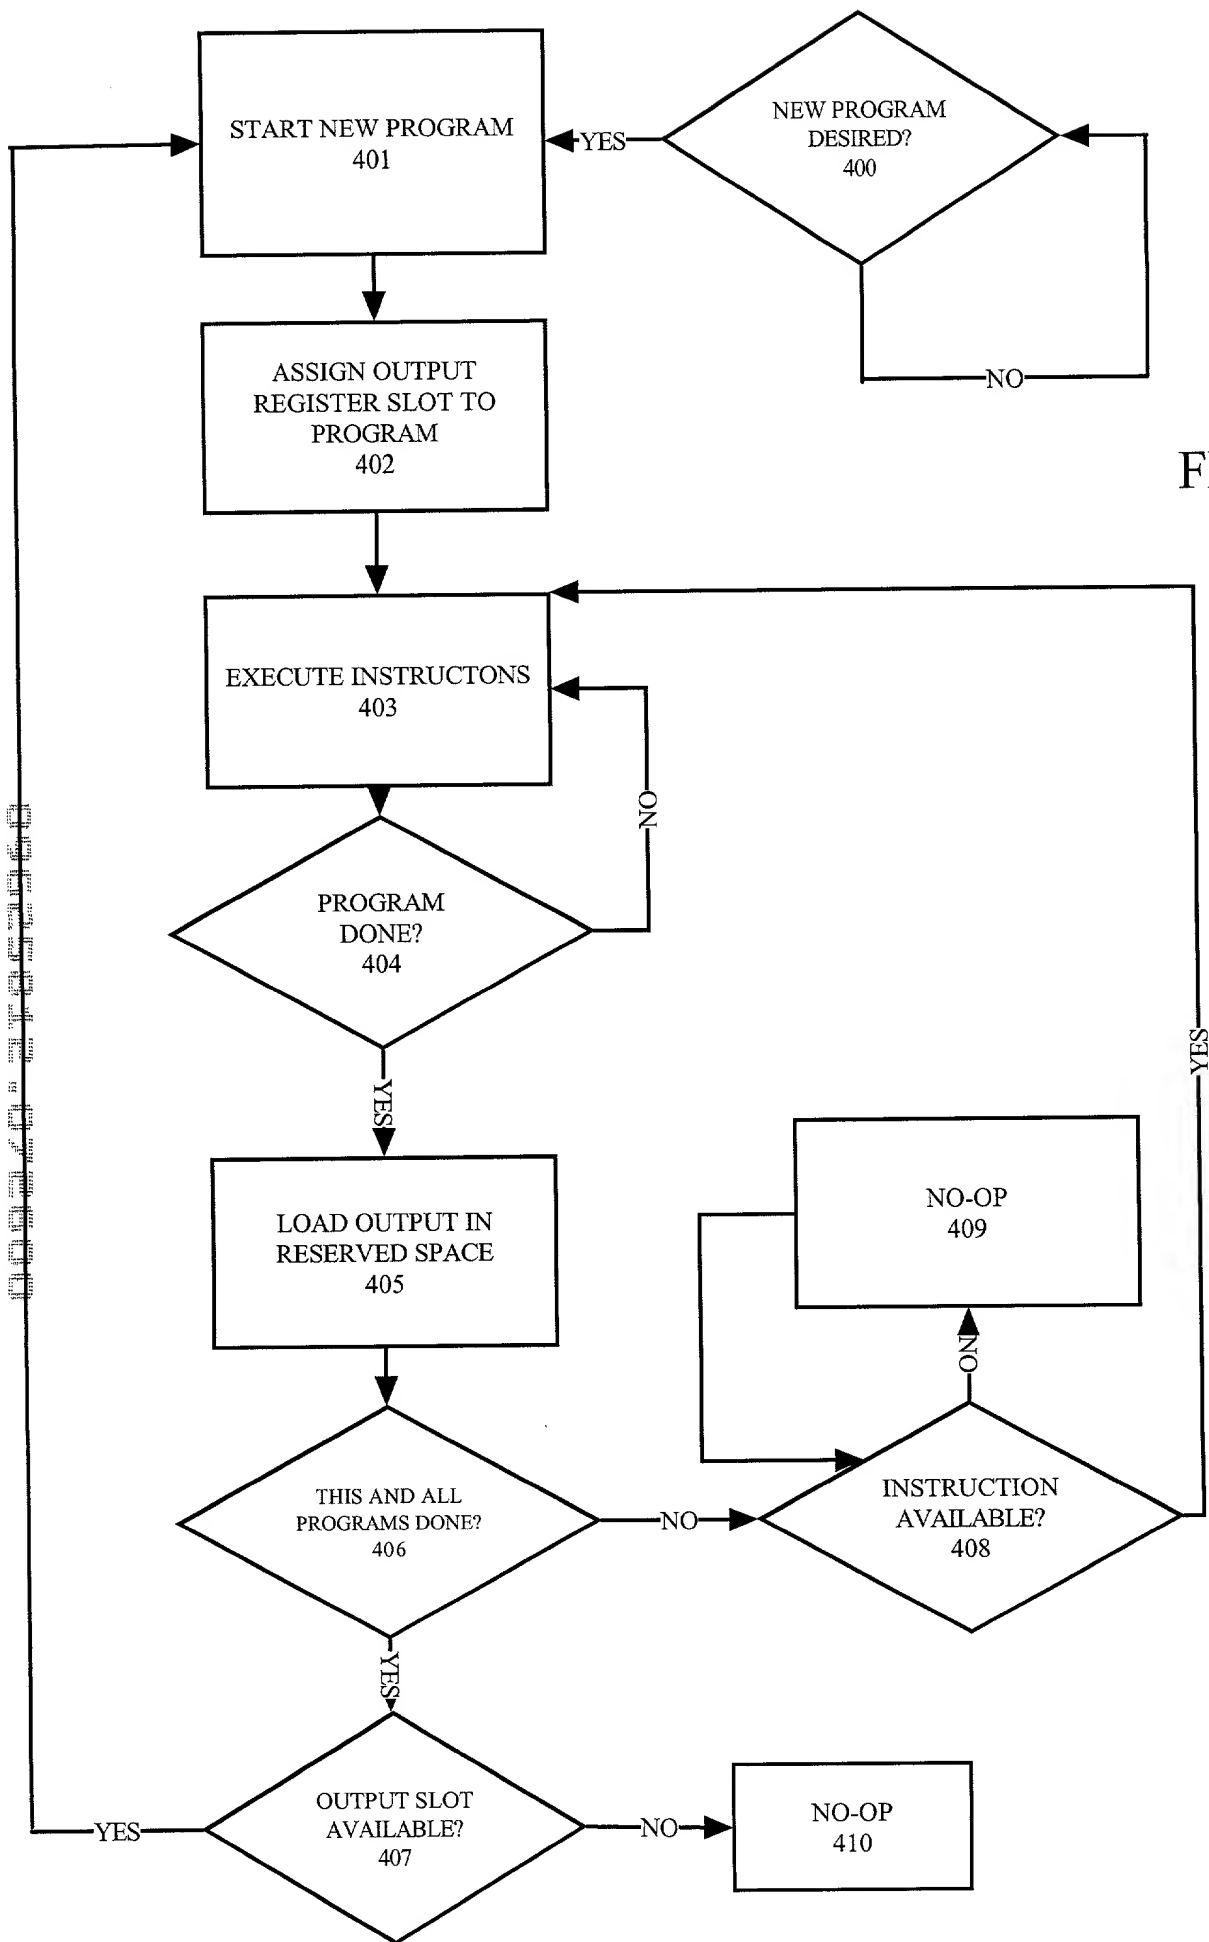 START NEW PROGRAM
401
YES
NEW PROGRAM
DESIRED?
400
NO
ASSIGN OUTPUT
REGISTER SLOT TO
PROGRAM
402
EXECUTE INSTRUCTONS
403
NO
PROGRAM
DONE?
404
YES
YES
LOAD OUTPUT IN
RESERVED SPACE
405
NO-OP
409
NO
THIS AND ALL
PROGRAMS DONE?
406
NO
INSTRUCTION
AVAILABLE?
408
YES
OUTPUT SLOT
AVAILABLE?
407
YES
NO
NO-OP
410